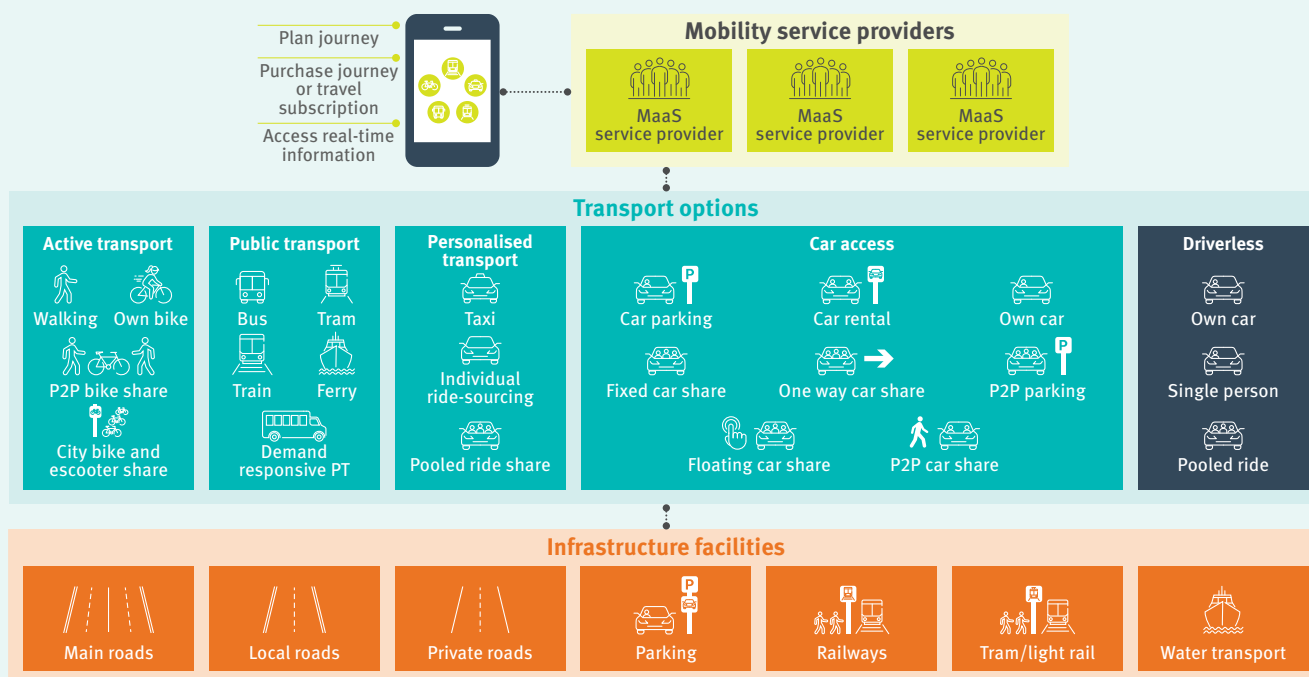 Plan journey
Purchase journey
or travel
subscription
Access real-time
information
Mobility service providers
MaaS
service provider
MaaS
service provider
MaaS
service provider
Transport options
Active transport
Walking
Own bike
P2P bike share
City bike and
escooter share
Public transport
Bus
Tram
Train
Ferry
Demand
responsive PT
Personalised
transport
Taxi
Individual
ride-sourcing
Pooled ride share
Car access
P
Car parking
Car rental
Own car
Fixed car share
One way car share
P
P2P parking
Floating car share
P2P car share
Driverless
Own car
Single person
Pooled ride
Infrastructure facilities
Main roads
Local roads
Private roads
P
Parking
Railways
Tram/light rail
Water transport